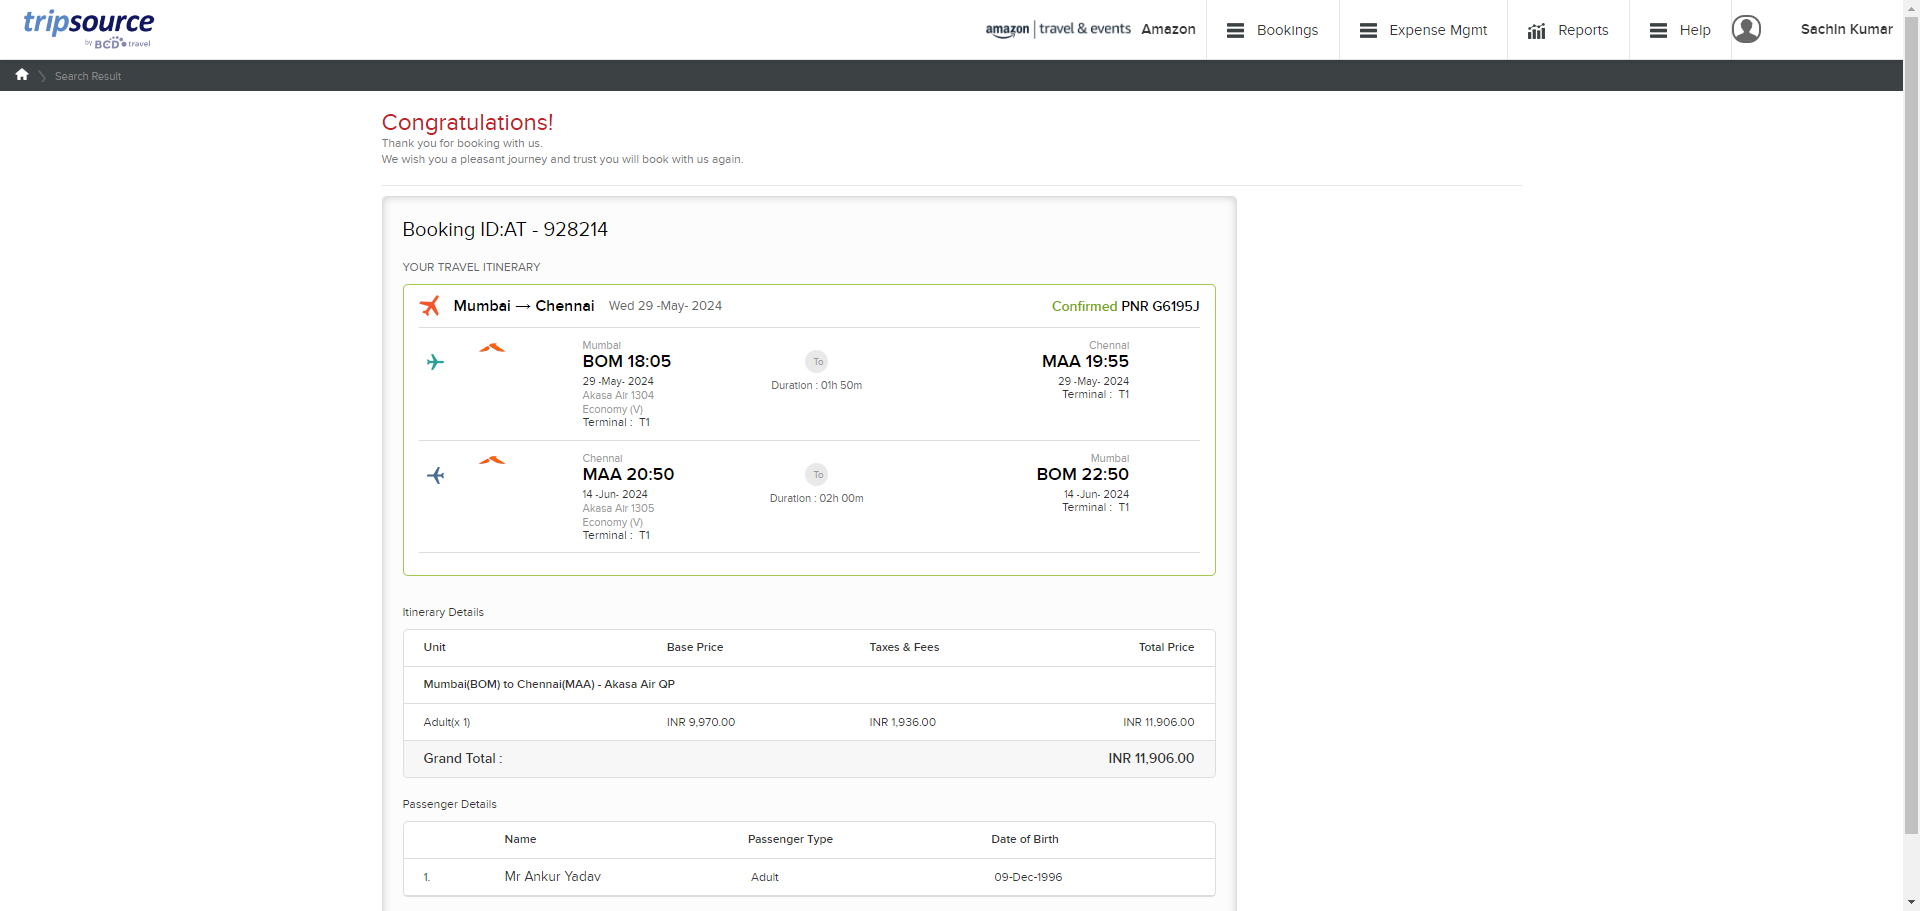 tripsource
by BCD travel
amazon | travel & events Amazon
Bookings
Expense Mgmt
Reports
Help
Sachin Kumar
Search Result
Congratulations!
Thank you for booking with us.
We wish you a pleasant journey and trust you will book with us again.
Booking ID:AT - 928214
YOUR TRAVEL ITINERARY
Mumbai → Chennai Wed 29 -May- 2024 Confirmed PNR G6195J
Mumbai
BOM 18:05
29 -May- 2024
Akasa Air 1304
Economy (V)
Terminal : T1
To
Duration : 01h 50m
Chennai
MAA 19:55
29 -May- 2024
Terminal : T1
Chennai
MAA 20:50
14 -Jun- 2024
Akasa Air 1305
Economy (V)
Terminal : T1
To
Duration : 02h 00m
Mumbai
BOM 22:50
14 -Jun- 2024
Terminal : T1
Itinerary Details
Unit Base Price Taxes & Fees Total Price
Mumbai(BOM) to Chennai(MAA) - Akasa Air QP
Adult(x 1) INR 9,970.00 INR 1,936.00 INR 11,906.00
Grand Total : INR 11,906.00
Passenger Details
Name Passenger Type Date of Birth
1. Mr Ankur Yadav Adult 09-Dec-1996